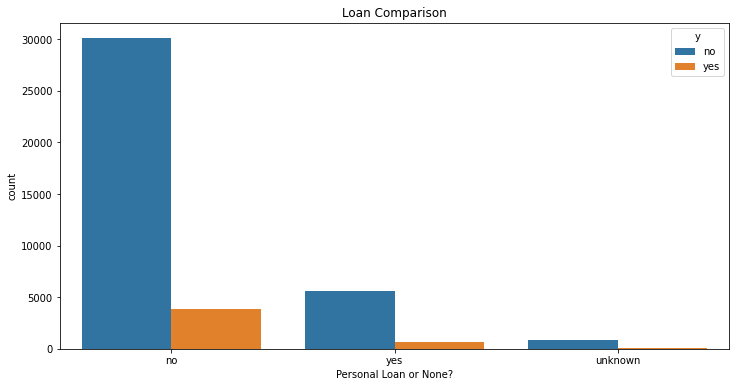 Loan Comparison
y
no
yes
30000
25000
20000
15000
10000
5000
0
count
no yes unknown
Personal Loan or None?